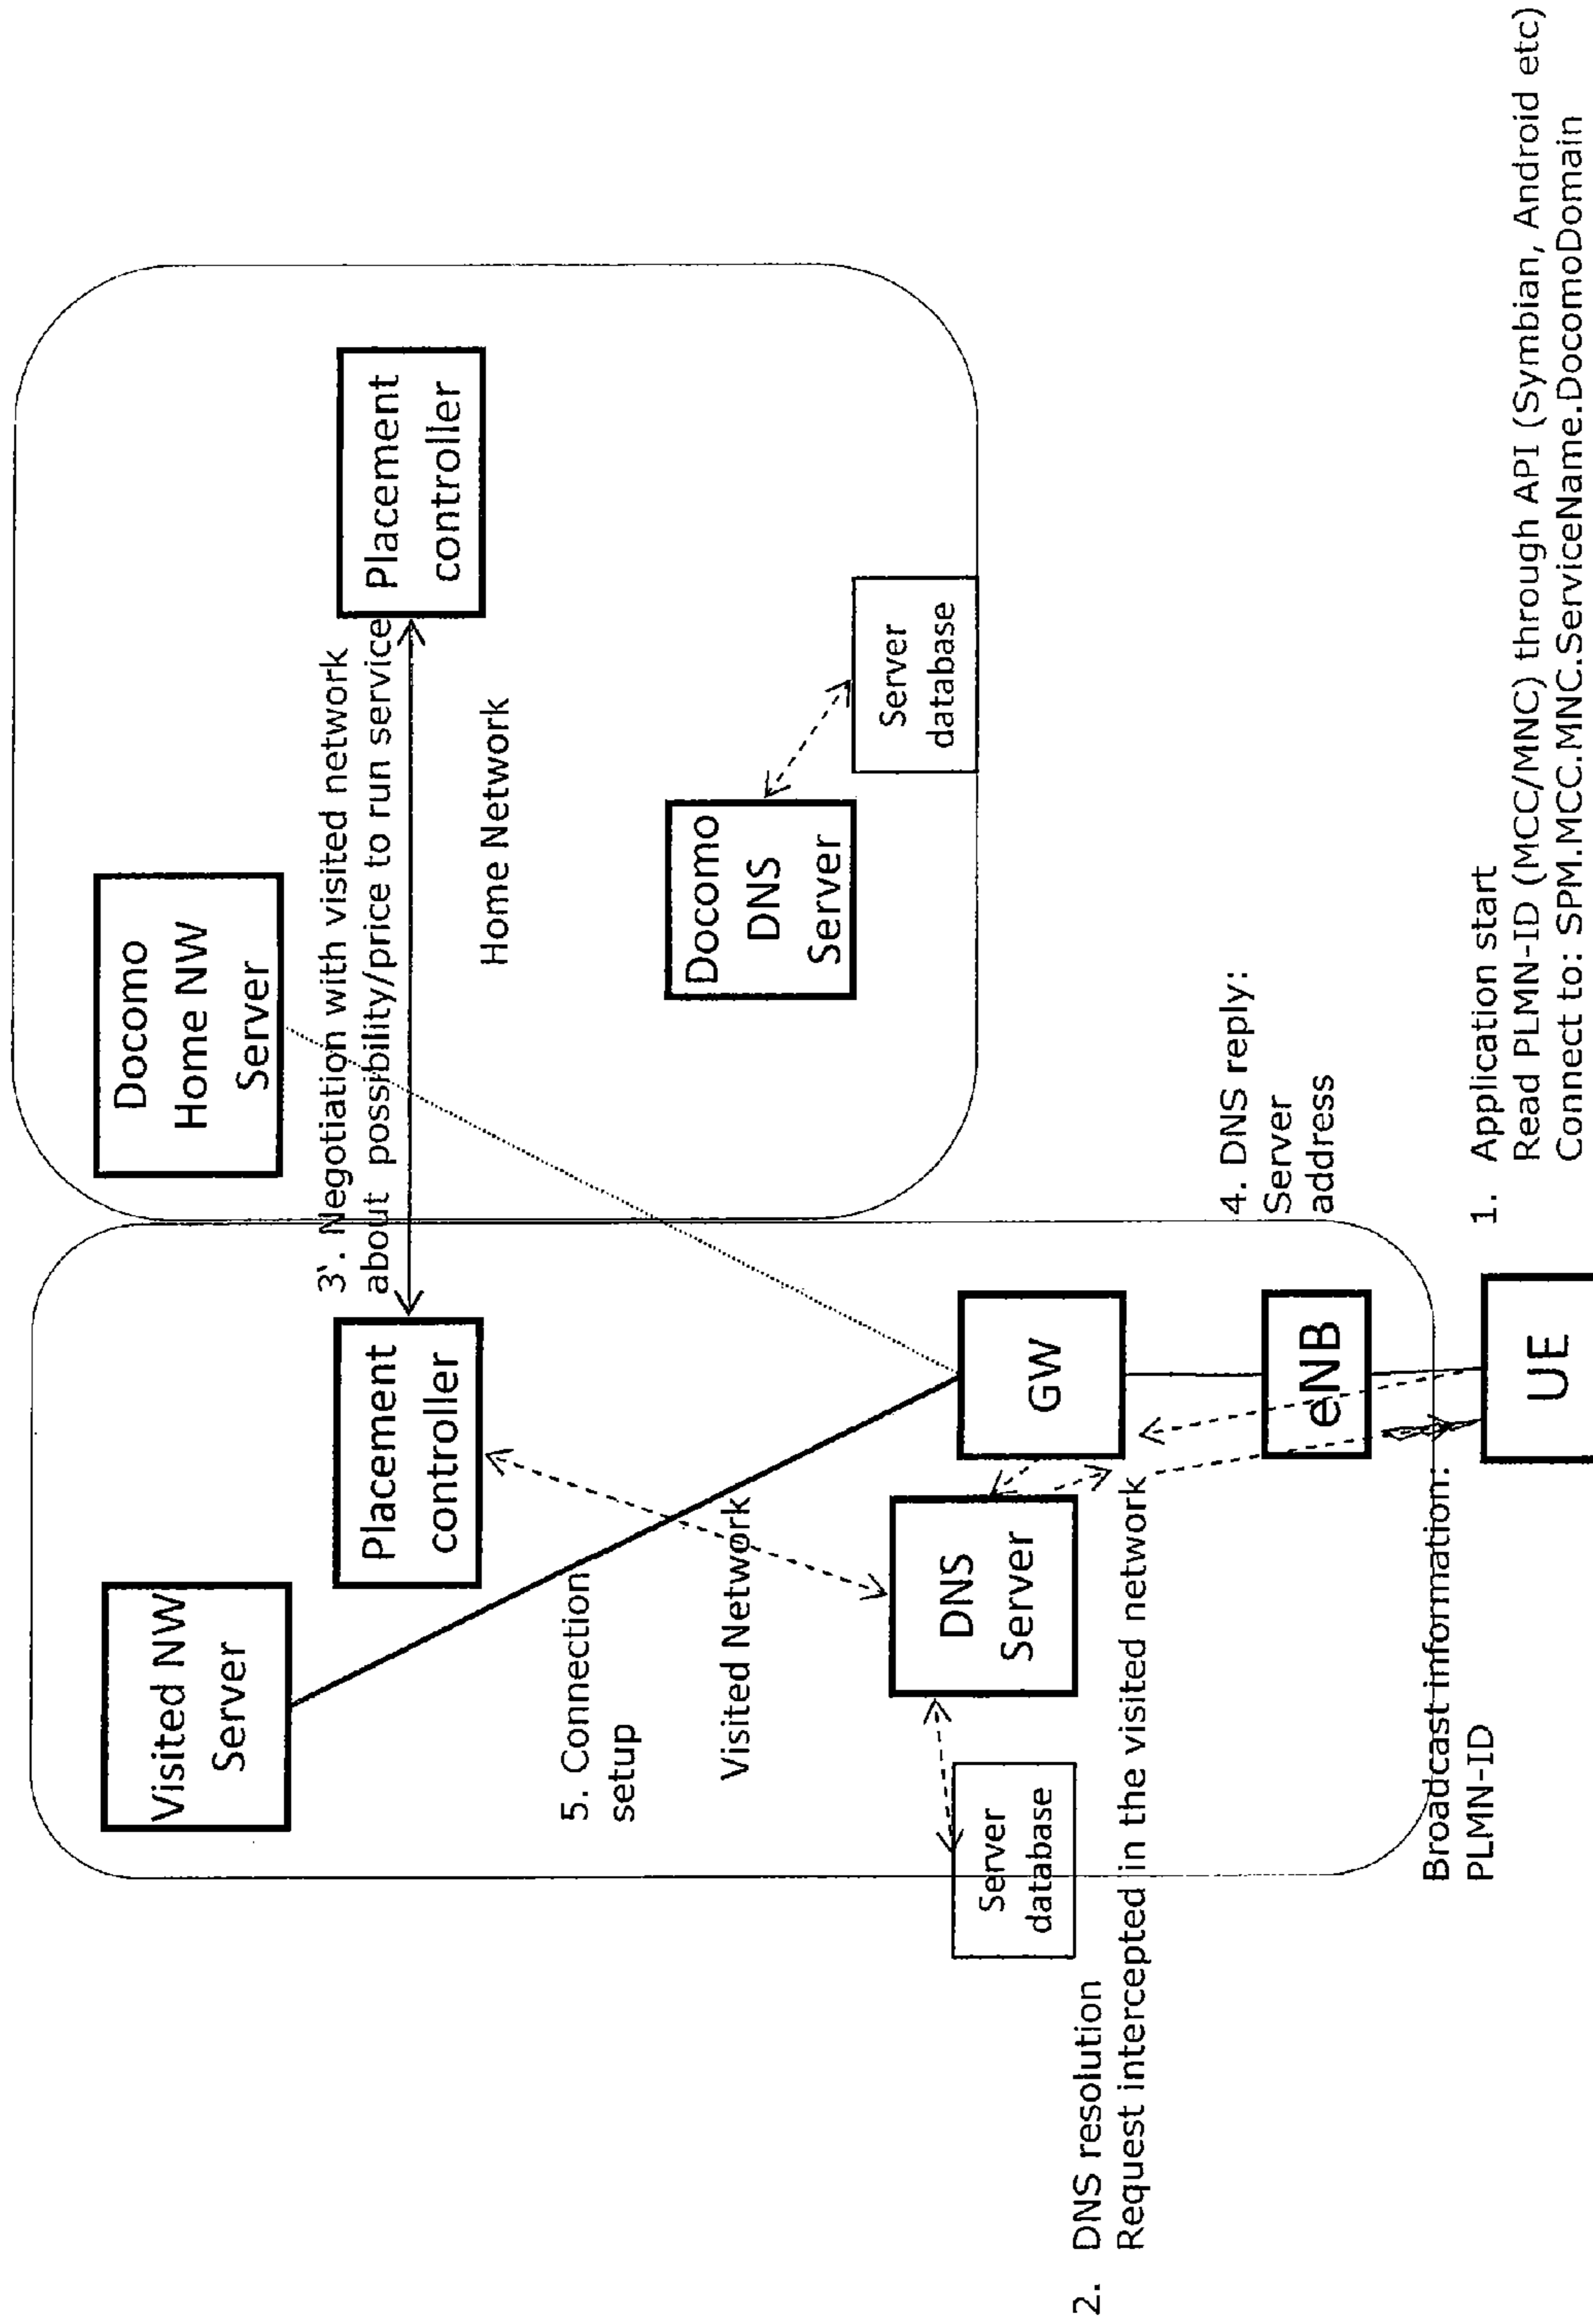 Visited NW
Server
Docomo
Home NW
Server
Placement
controller
3‘. Negotiation with visited network
about possibility/price to run service
Placement
controller
5. Connection
setup
Home Network
Visited Network
Docomo
DNS
Server
Server
database
DNS
Server
GW
Server
database
2. DNS resolution
Request intercepted in the visited network
4. DNS reply:
Server
address
eNB
Broadcast information:
PLMN-ID
UE
1. Application start
Read PLMN-ID (MCC/MNC) through API (Symbian, Android etc)
Connect to: SPM.MCC.MNC.ServiceName.DocomoDomain